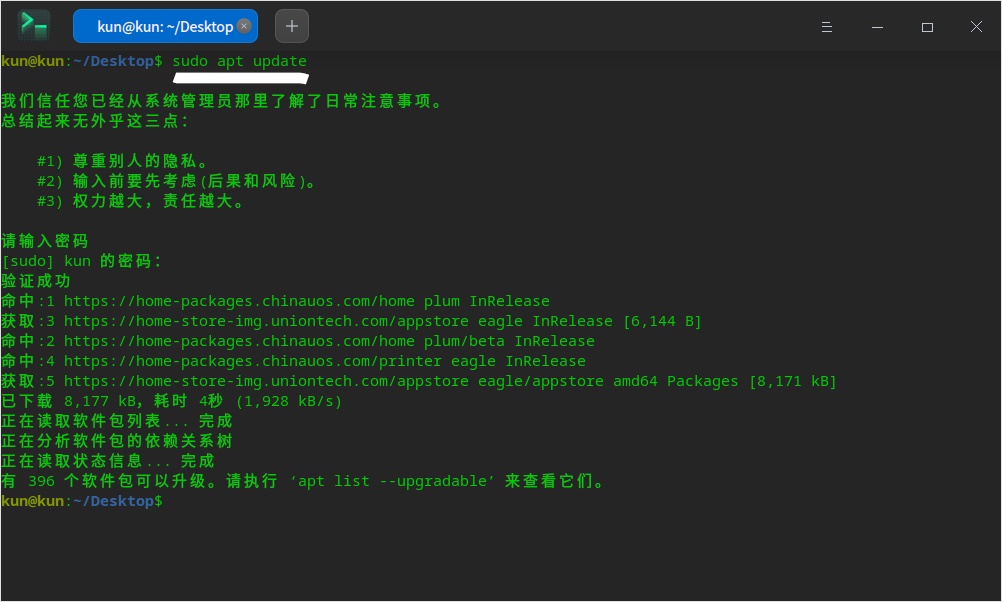 kun@kun: ~/Desktop
kun@kun:~/Desktop$ sudo apt update
我们信任您已经从系统管理员那里了解了日常注意事项。
总结起来无外乎这三点：
#1) 尊重别人的隐私。
#2) 输入前要先考虑(后果和风险)。
#3) 权力越大，责任越大。
请输入密码
[sudo] kun 的密码：
验证成功
命中:1 https://home-packages.chinauos.com/home plum InRelease
获取:3 https://home-store-img.uniontech.com/appstore eagle InRelease [6,144 B]
命中:2 https://home-packages.chinauos.com/home plum/beta InRelease
命中:4 https://home-packages.chinauos.com/printer eagle InRelease
获取:5 https://home-store-img.uniontech.com/appstore eagle/appstore amd64 Packages [8,171 kB]
已下载 8,177 kB，耗时 4秒 (1,928 kB/s)
正在读取软件包列表... 完成
正在分析软件包的依赖关系树
正在读取状态信息... 完成
有 396 个软件包可以升级。请执行 ‘apt list --upgradable’ 来查看它们。
kun@kun:~/Desktop$